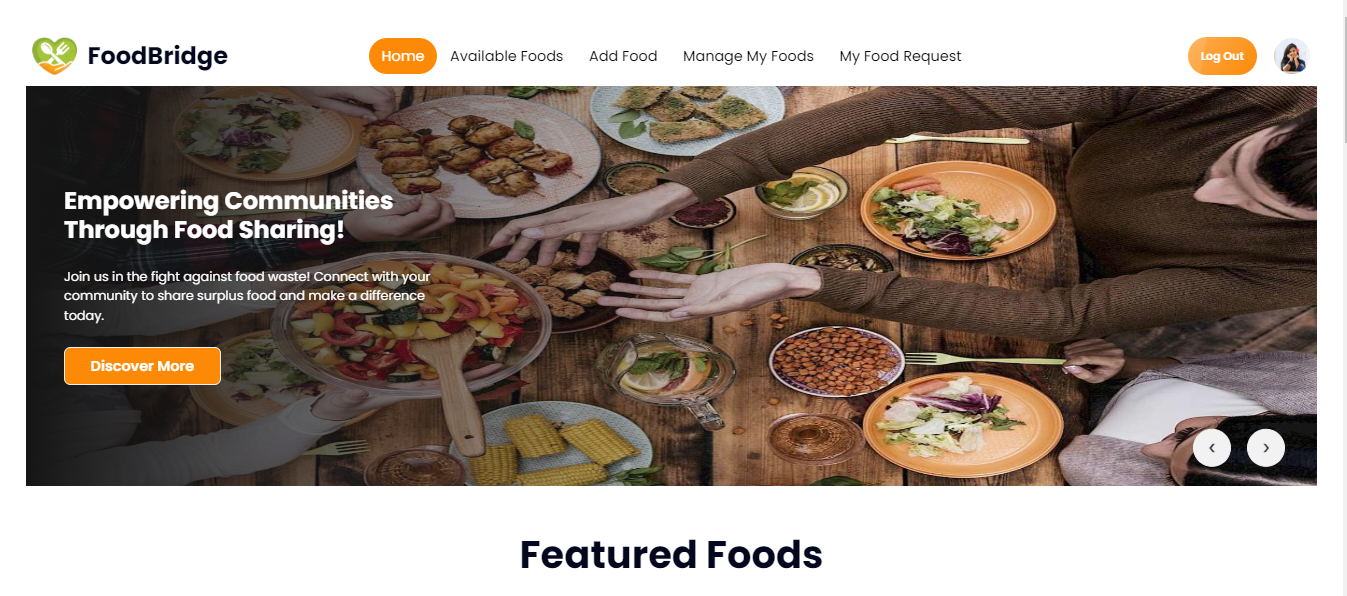 FoodBridge
Home Available Foods Add Food Manage My Foods My Food Request
Log Out
Empowering Communities
Through Food Sharing!
Join us in the fight against food waste! Connect with your
community to share surplus food and make a difference
today.
Discover More
Featured Foods